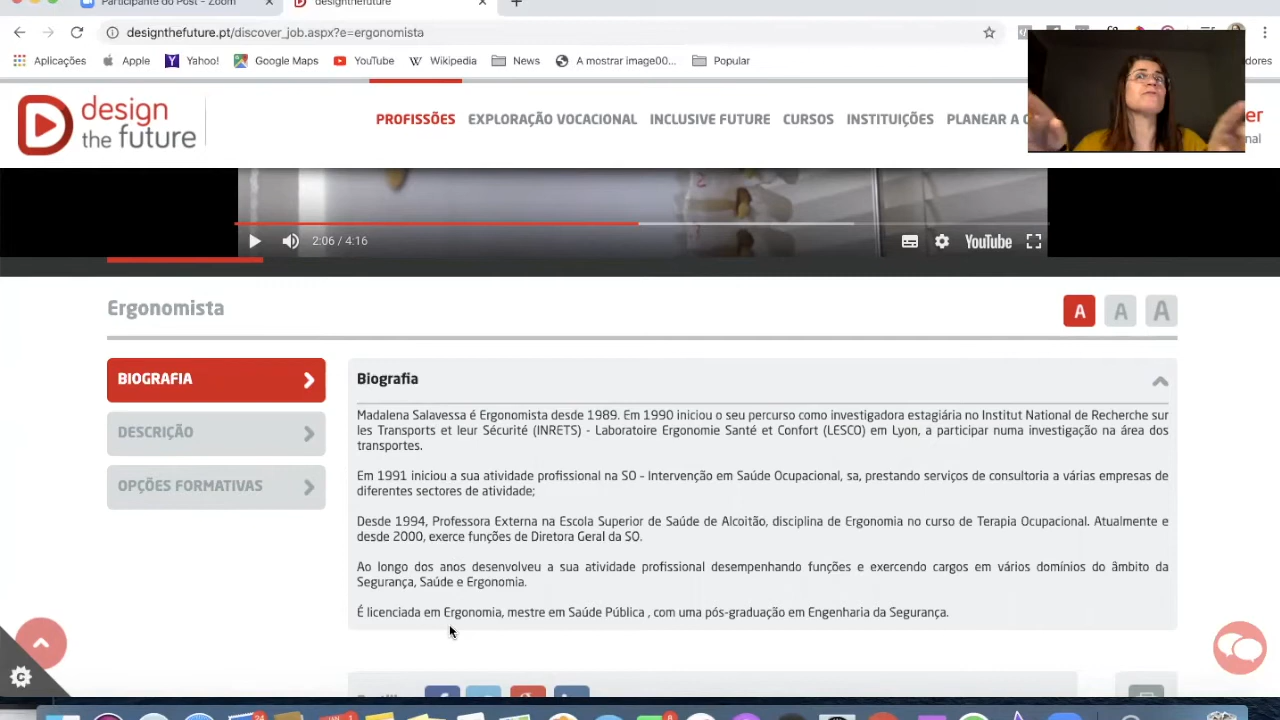 Participante do Post - Zoom
designthefuture
designthefuture.pt/discover_job.aspx?e=ergonomista
Aplicações Apple Yahoo! Google Maps YouTube Wikipedia News A mostrar image00... Popular
design
the future
PROFISSÕES EXPLORAÇÃO VOCACIONAL INCLUSIVE FUTURE CURSOS INSTITUIÇÕES PLANEAR A
2:06 / 4:16 YouTube
Ergonomista
A A A
BIOGRAFIA
DESCRIÇÃO
OPÇÕES FORMATIVAS
Biografia
Madalena Salavessa é Ergonomista desde 1989. Em 1990 iniciou o seu percurso como investigadora estagiária no Institut National de Recherche sur
les Transports et leur Sécurité (INRETS) - Laboratoire Ergonomie Santé et Confort (LESCO) em Lyon, a participar numa investigação na área dos
transportes.
Em 1991 iniciou a sua atividade profissional na SO – Intervenção em Saúde Ocupacional, sa, prestando serviços de consultoria a várias empresas de
diferentes sectores de atividade;
Desde 1994, Professora Externa na Escola Superior de Saúde de Alcoitão, disciplina de Ergonomia no curso de Terapia Ocupacional. Atualmente e
desde 2000, exerce funções de Diretora Geral da SO.
Ao longo dos anos desenvolveu a sua atividade profissional desempenhando funções e exercendo cargos em vários domínios do âmbito da
Segurança, Saúde e Ergonomia.
É licenciada em Ergonomia, mestre em Saúde Pública , com uma pós-graduação em Engenharia da Segurança.